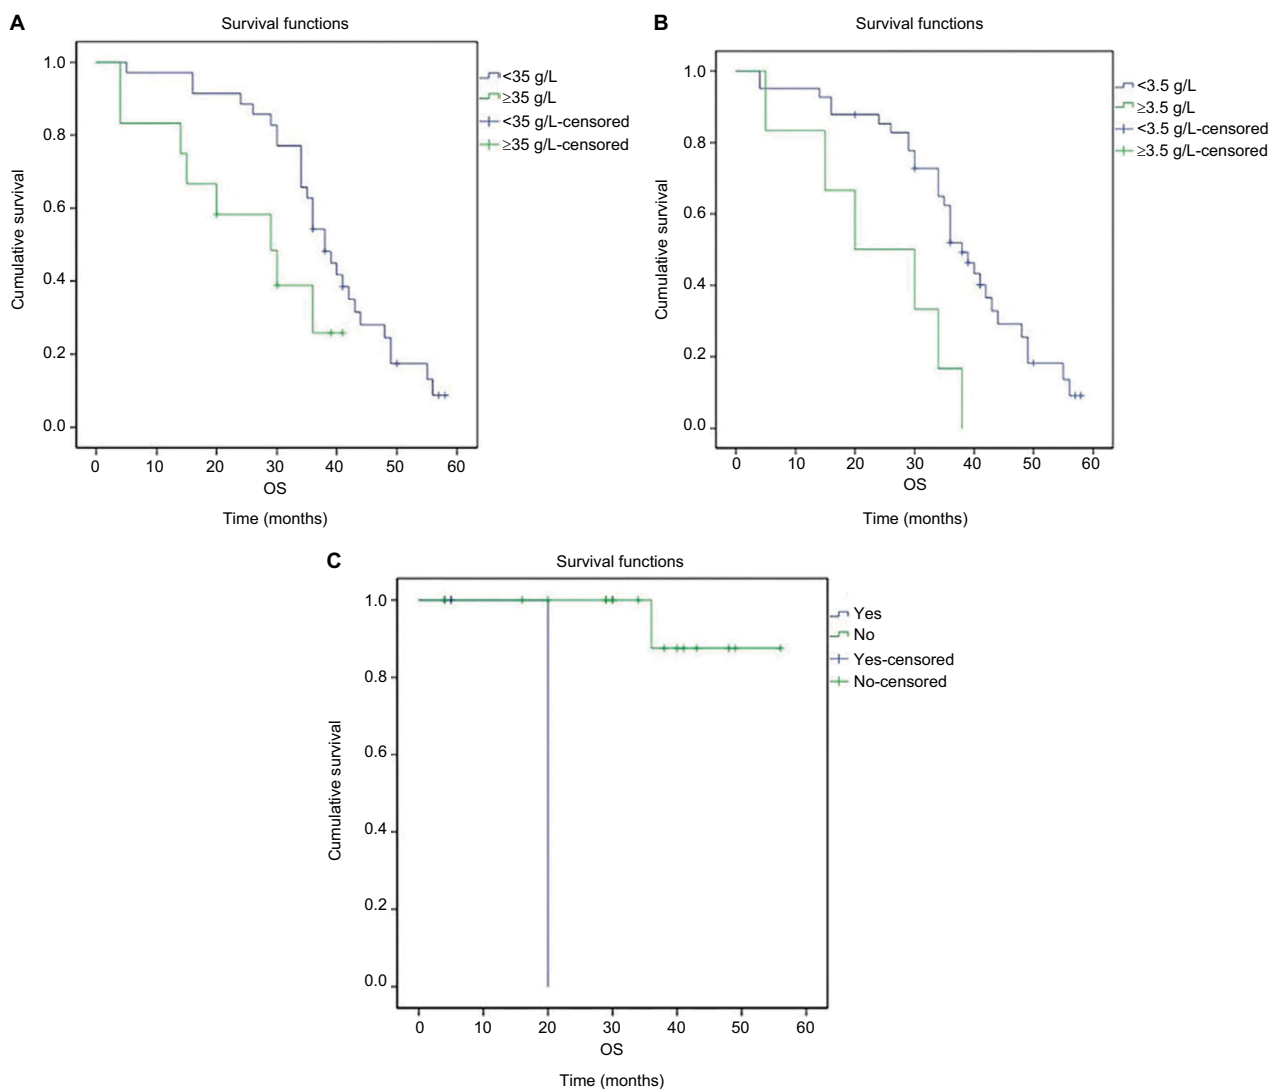 A
Survival functions
Cumulative survival
1.0
0.8
0.6
0.4
0.2
0.0
0 10 20 30 40 50 60
OS
Time (months)
<35 g/L
≥35 g/L
<35 g/L-censored
≥35 g/L-censored
B
Survival functions
Cumulative survival
1.0
0.8
0.6
0.4
0.2
0.0
0 10 20 30 40 50 60
OS
Time (months)
<3.5 g/L
≥3.5 g/L
<3.5 g/L-censored
≥3.5 g/L-censored
C
Survival functions
Cumulative survival
1.0
0.8
0.6
0.4
0.2
0.0
0 10 20 30 40 50 60
OS
Time (months)
Yes
No
Yes-censored
No-censored